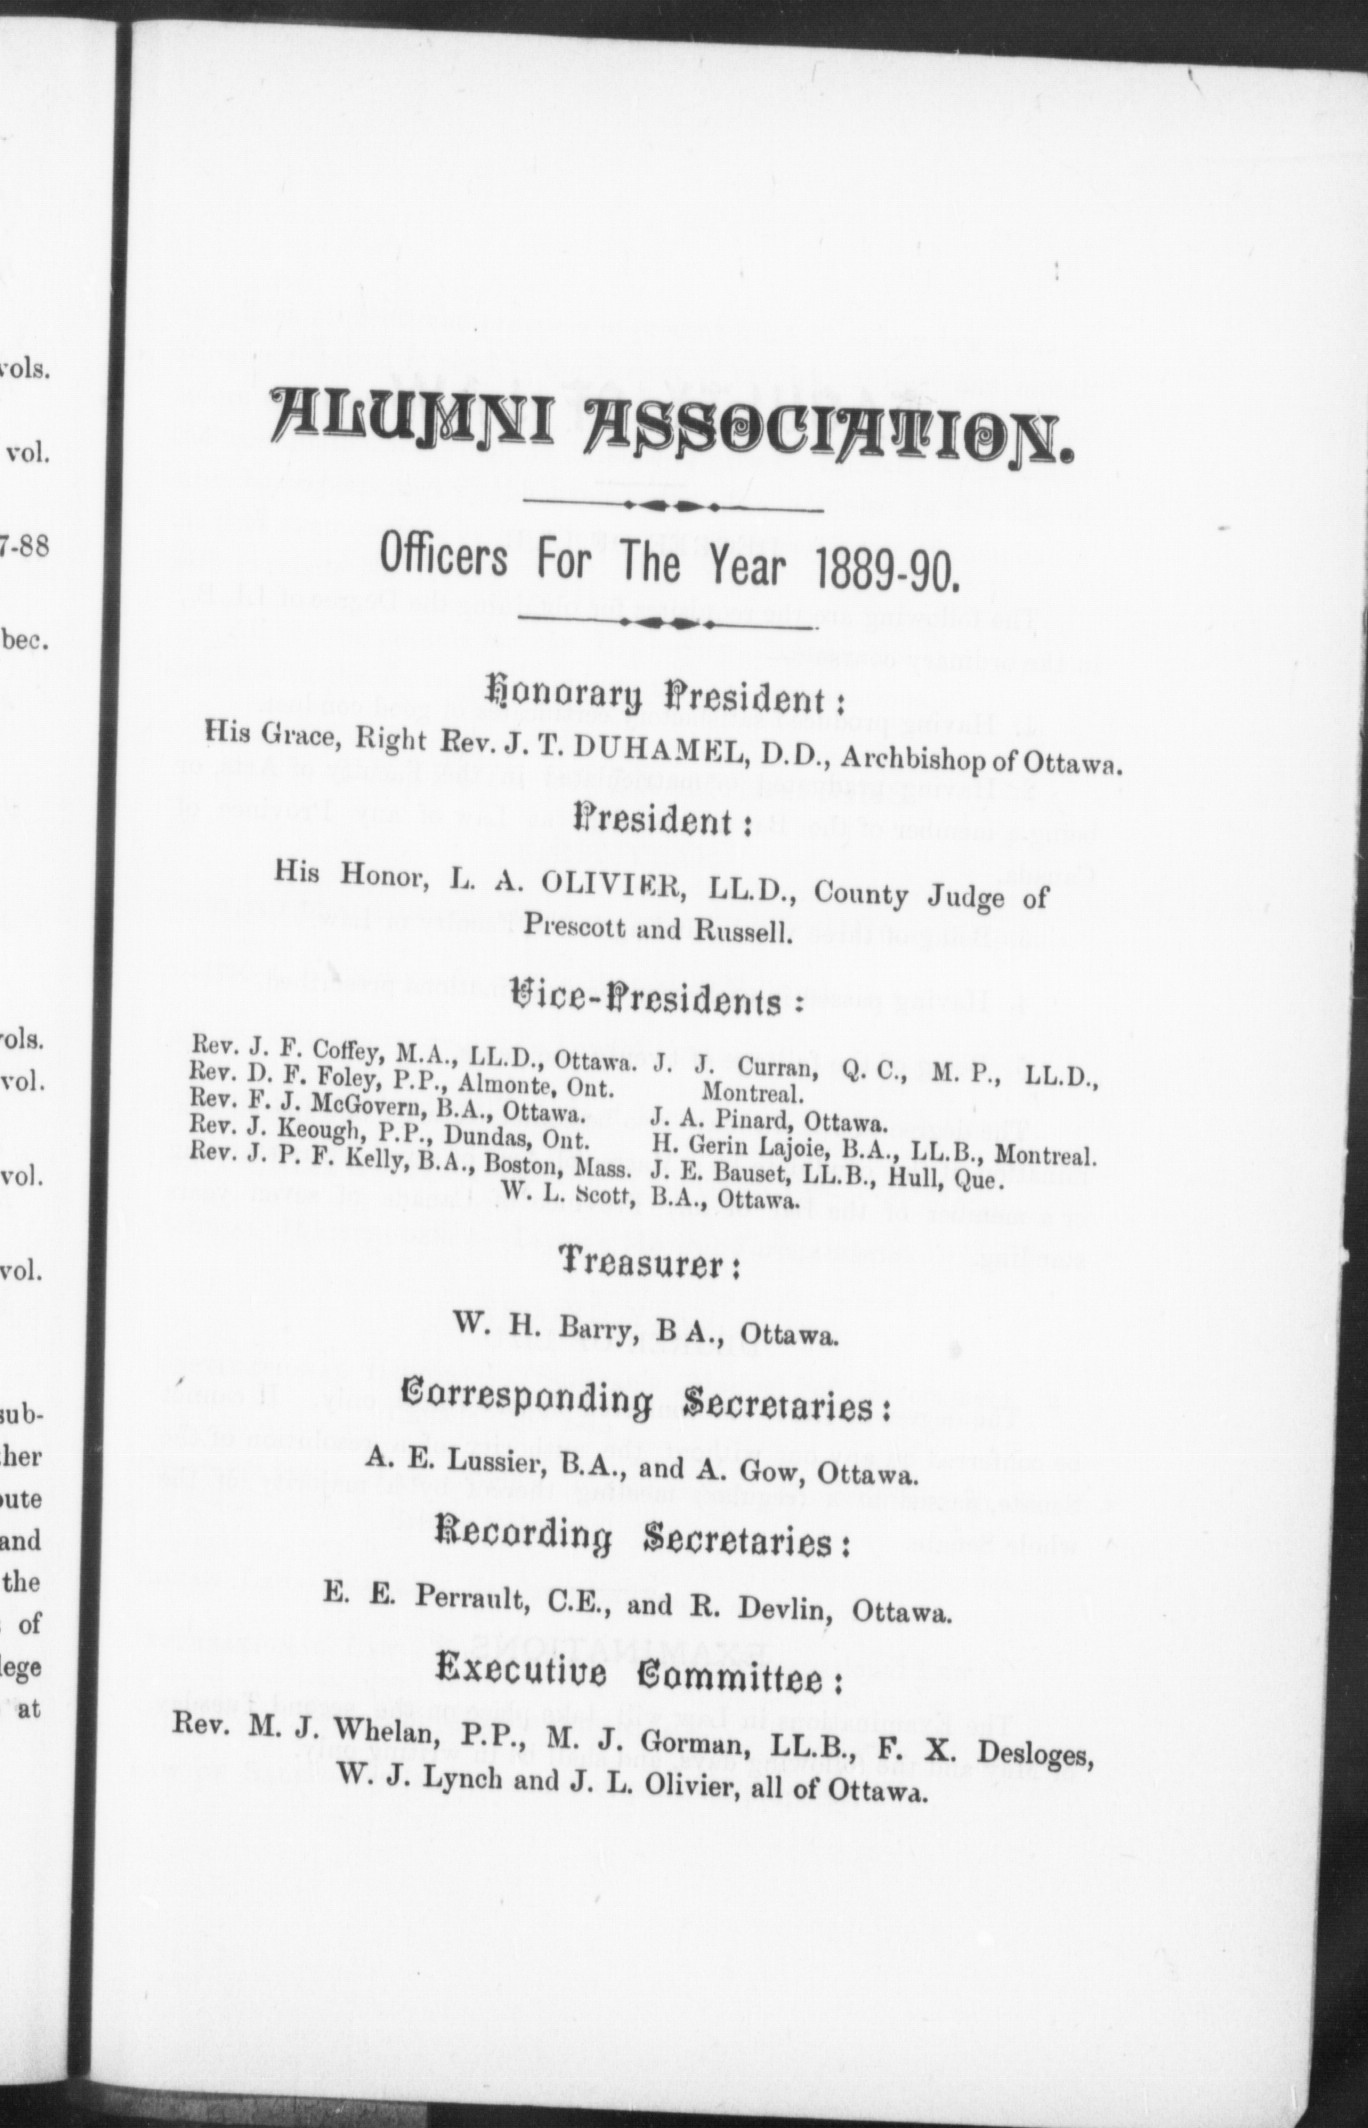 vols.
vol.
7-88
bec.
vols.
vol.
vol.
vol.
sub-
ther
oute
and
the
of
lege
at
ALUMNI ASSOCIATION.
Officers For The Year 1889-90.
Honorary President :
His Grace, Right Rev. J. T. DUHAMEL, D.D., Archbishop of Ottawa.
President :
His Honor, L. A. OLIVIER, LL.D., County Judge of
Prescott and Russell.
Vice-Presidents :
Rev. J. F. Coffey, M.A., LL.D., Ottawa.
Rev. D. F. Foley, P.P., Almonte, Ont.
Rev. F. J. McGovern, B.A., Ottawa.
Rev. J. Keough, P.P., Dundas, Ont.
Rev. J. P. F. Kelly, B.A., Boston, Mass.
J. J. Curran, Q. C., M. P., LL.D.,
Montreal.
J. A. Pinard, Ottawa.
H. Gerin Lajoie, B.A., LL.B., Montreal.
J. E. Bauset, LL.B., Hull, Que.
W. L. Scott, B.A., Ottawa.
Treasurer :
W. H. Barry, B A., Ottawa.
Corresponding Secretaries :
A. E. Lussier, B.A., and A. Gow, Ottawa.
Recording Secretaries :
E. E. Perrault, C.E., and R. Devlin, Ottawa.
Executive Committee :
Rev. M. J. Whelan, P.P., M. J. Gorman, LL.B., F. X. Desloges,
W. J. Lynch and J. L. Olivier, all of Ottawa.